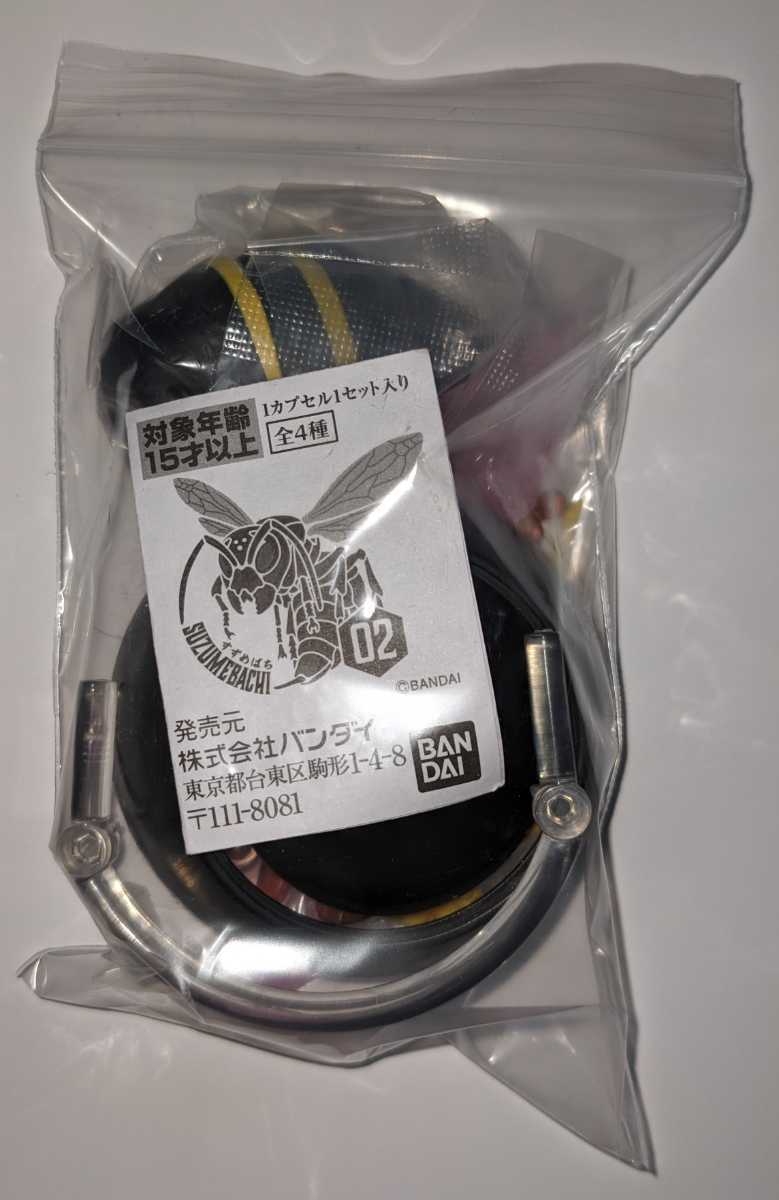 対象年齢
15才以上
1カプセル1セット入り
全4種
すずめばち
SUZUMEBACHI
02
©BANDAI
発売元
株式会社バンダイ
東京都台東区駒形1-4-8
〒111-8081
BAN
DAI